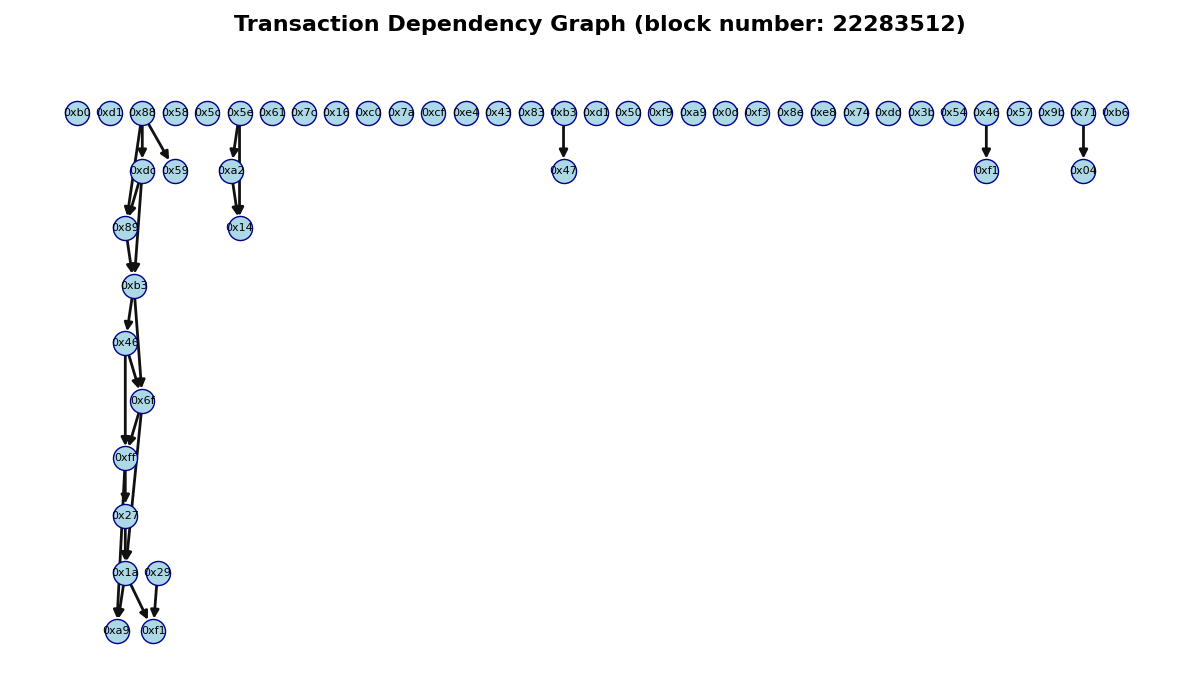 Transaction Dependency Graph (block number: 22283512)
0xb0 0xd1 0x88 0x58 0x5c 0x5e 0x61 0x7c 0x16 0xc0 0x7a 0xcf 0xe4 0x43 0x83 0xb3 0xd1 0x50 0xf9 0xa9 0x0d 0xf3 0x8e 0xe8 0x74 0xdd 0x3b 0x54 0x46 0x57 0x9b 0x71 0xb6
0xdc 0x59 0xa2 0x47 0xf1 0x04
0x89 0x14
0xb3
0x46
0x6f
0xff
0x27
0x1a 0x29
0xa9 0xf1